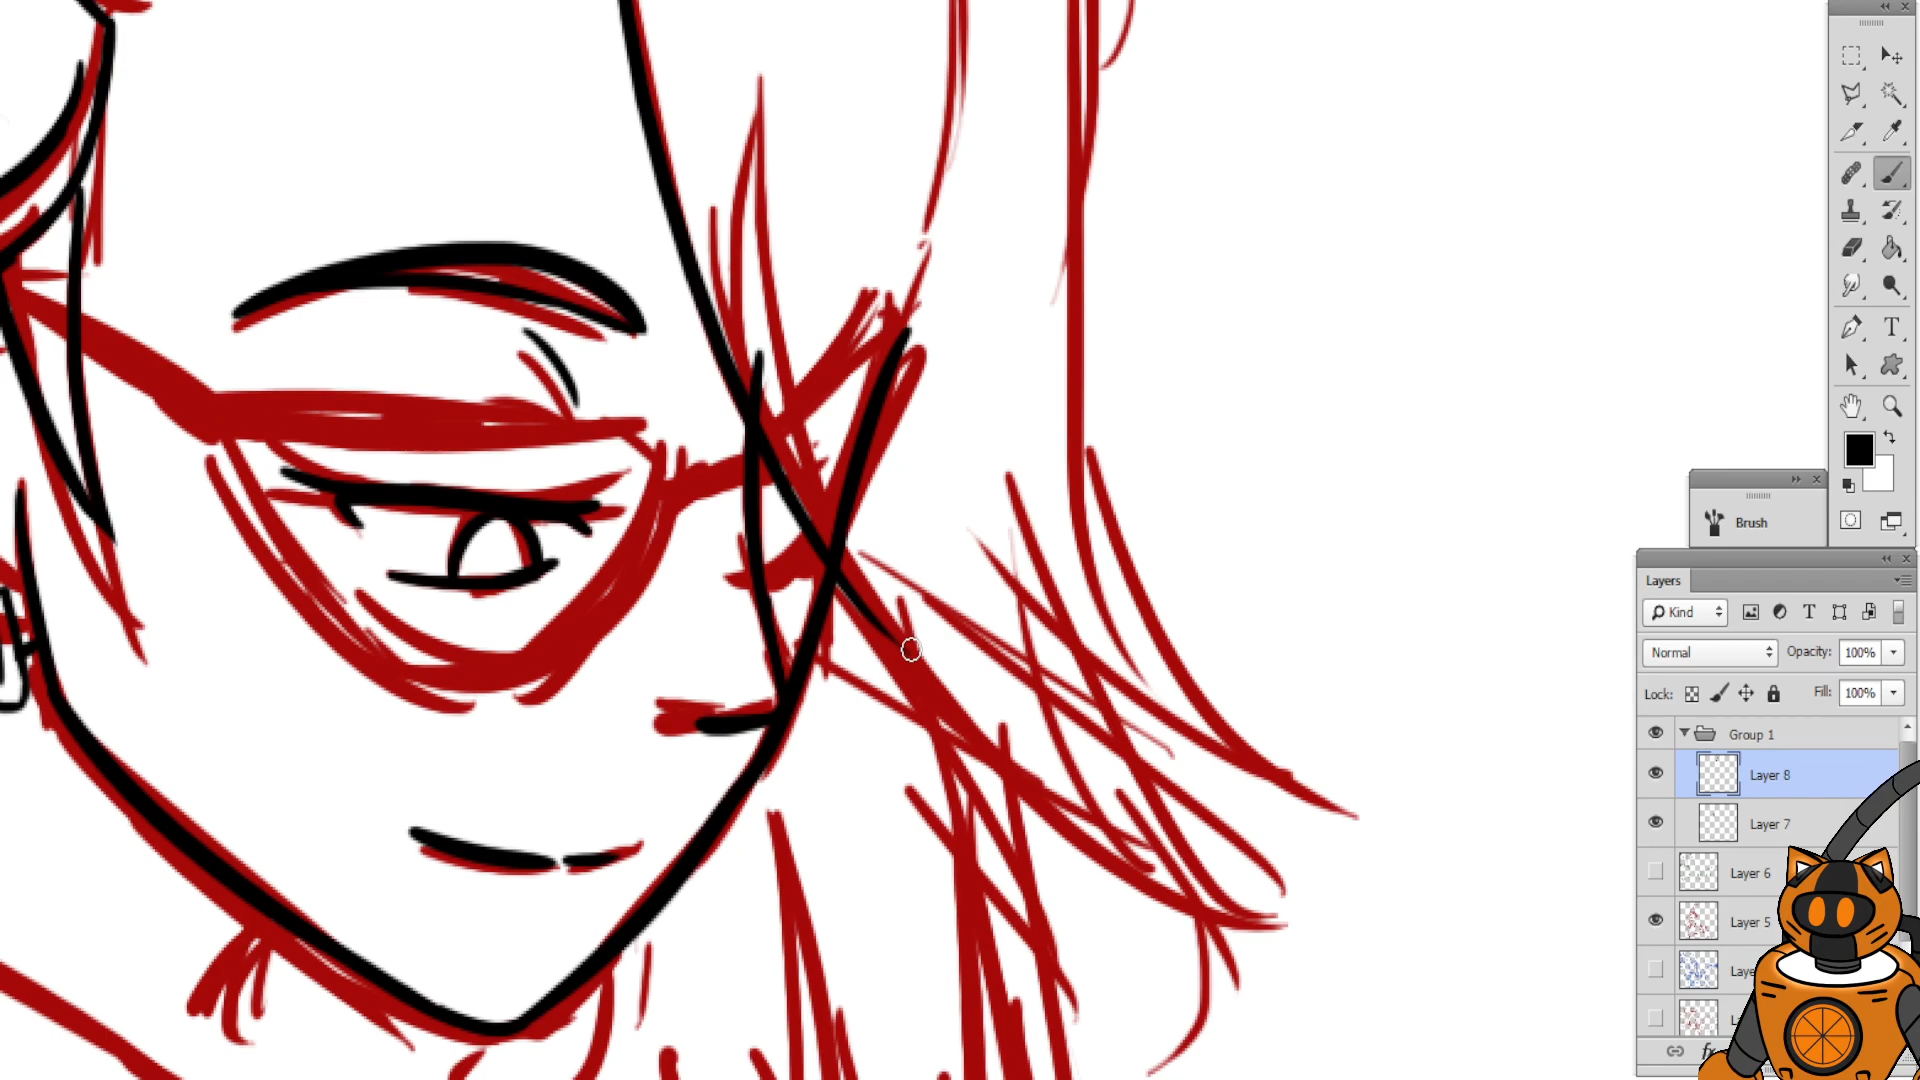 T
Brush
Layers
Kind
T
Normal
Opacity: 100%
Lock:
Fill: 100%
Group 1
Layer 8
Layer 7
Layer 6
Layer 5
fx